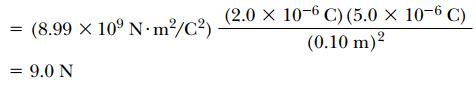 = (8.99 × 10⁹ N·m²/C²) (2.0 × 10⁻⁶ C)(5.0 × 10⁻⁶ C) / (0.10 m)²
= 9.0 N